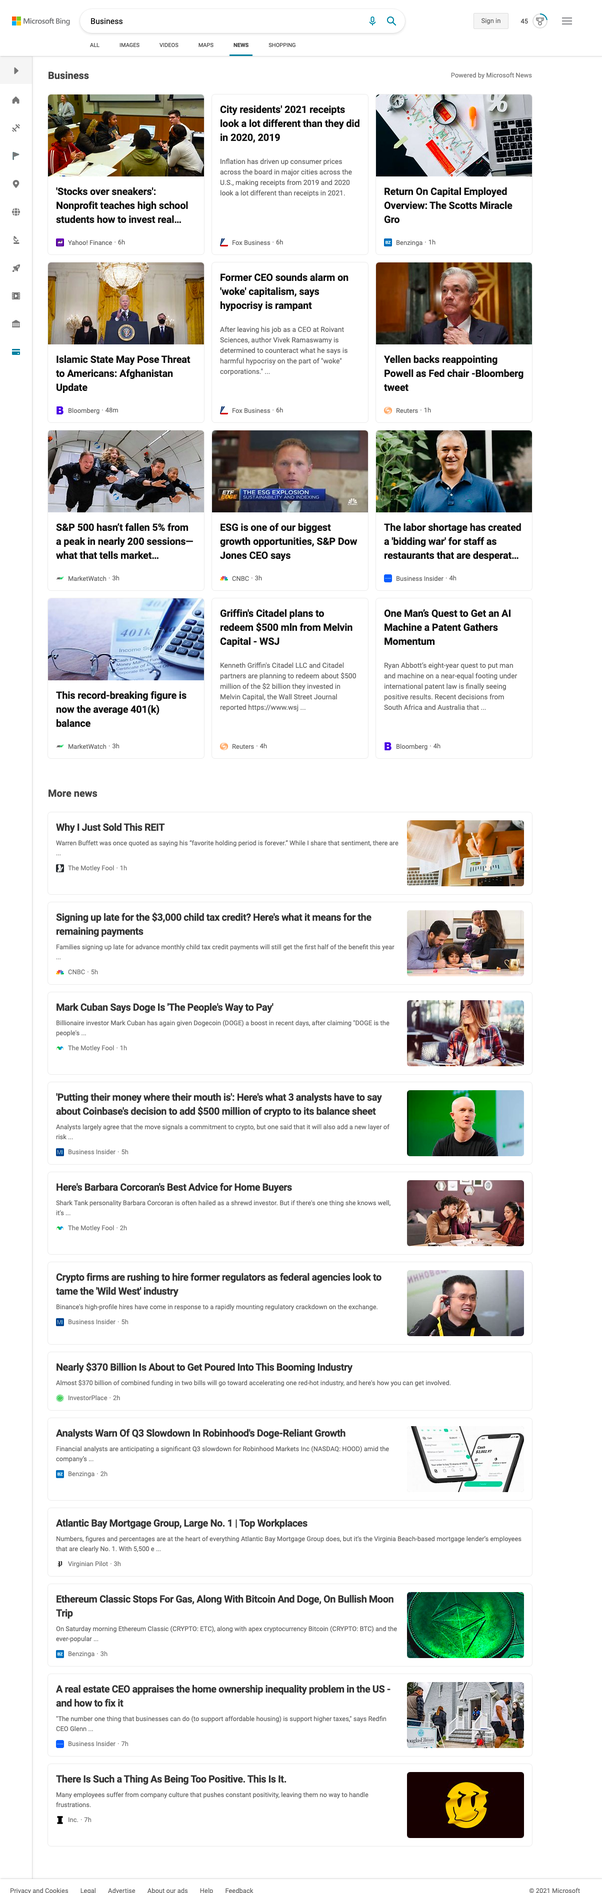 Microsoft Bing
Business
Sign in
45
ALL IMAGES VIDEOS MAPS NEWS SHOPPING
Business
Powered by Microsoft News
'Stocks over sneakers':
Nonprofit teaches high school
students how to invest real...
Yahoo! Finance · 6h
City residents' 2021 receipts
look a lot different than they did
in 2020, 2019
Inflation has driven up consumer prices
across the board in major cities across the
U.S., making receipts from 2019 and 2020
look a lot different than receipts in 2021.
Fox Business · 6h
Return On Capital Employed
Overview: The Scotts Miracle
Gro
Benzinga · 1h
Islamic State May Pose Threat
to Americans: Afghanistan
Update
Bloomberg · 48m
Former CEO sounds alarm on
'woke' capitalism, says
hypocrisy is rampant
After leaving his job as a CEO at Roivant
Sciences, author Vivek Ramaswamy is
determined to counteract what he says is
harmful hypocrisy on the part of "woke"
corporations." ...
Fox Business · 6h
Yellen backs reappointing
Powell as Fed chair -Bloomberg
tweet
Reuters · 1h
S&P 500 hasn't fallen 5% from
a peak in nearly 200 sessions—
what that tells market...
MarketWatch · 3h
ETF
EDGE
THE ESG EXPLOSION
SUSTAINABILITY AND INDEXING
ESG is one of our biggest
growth opportunities, S&P Dow
Jones CEO says
CNBC · 3h
The labor shortage has created
a 'bidding war' for staff as
restaurants that are desperat...
Business Insider · 4h
401k
This record-breaking figure is
now the average 401(k)
balance
MarketWatch · 3h
Griffin's Citadel plans to
redeem $500 mln from Melvin
Capital - WSJ
Kenneth Griffin's Citadel LLC and Citadel
partners are planning to redeem about $500
million of the $2 billion they invested in
Melvin Capital, the Wall Street Journal
reported https://www.wsj ...
Reuters · 4h
One Man's Quest to Get an AI
Machine a Patent Gathers
Momentum
Ryan Abbott's eight-year quest to put man
and machine on a near-equal footing under
international patent law is finally seeing
positive results. Recent decisions from
South Africa and Australia that ...
Bloomberg · 4h
More news
Why I Just Sold This REIT
Warren Buffett was once quoted as saying his "favorite holding period is forever." While I share that sentiment, there are
...
The Motley Fool · 1h
Signing up late for the $3,000 child tax credit? Here's what it means for the
remaining payments
Families signing up late for advance monthly child tax credit payments will still get the first half of the benefit this year
...
CNBC · 5h
Mark Cuban Says Doge Is 'The People's Way to Pay'
Billionaire investor Mark Cuban has again given Dogecoin (DOGE) a boost in recent days, after claiming "DOGE is the
people's ...
The Motley Fool · 1h
'Putting their money where their mouth is': Here's what 3 analysts have to say
about Coinbase's decision to add $500 million of crypto to its balance sheet
Analysts largely agree that the move signals a commitment to crypto, but one said that it will also add a new layer of
risk ...
Business Insider · 5h
Here's Barbara Corcoran's Best Advice for Home Buyers
Shark Tank personality Barbara Corcoran is often hailed as a shrewd investor. But if there's one thing she knows well,
it's ...
The Motley Fool · 2h
Crypto firms are rushing to hire former regulators as federal agencies look to
tame the 'Wild West' industry
Binance's high-profile hires have come in response to a rapidly mounting regulatory crackdown on the exchange.
Business Insider · 5h
Nearly $370 Billion Is About to Get Poured Into This Booming Industry
Almost $370 billion of combined funding in two bills will go toward accelerating one red-hot industry, and here's how you can get involved.
InvestorPlace · 2h
Analysts Warn Of Q3 Slowdown In Robinhood's Doge-Reliant Growth
Financial analysts are anticipating a significant Q3 slowdown for Robinhood Markets Inc (NASDAQ: HOOD) amid the
company's ...
Benzinga · 2h
Atlantic Bay Mortgage Group, Large No. 1 | Top Workplaces
Numbers, figures and percentages are at the heart of everything Atlantic Bay Mortgage Group does, but it's the Virginia Beach-based mortgage lender's employees
that are clearly No. 1. With 5,500 e ...
Virginian Pilot · 3h
Ethereum Classic Stops For Gas, Along With Bitcoin And Doge, On Bullish Moon
Trip
On Saturday morning Ethereum Classic (CRYPTO: ETC), along with apex cryptocurrency Bitcoin (CRYPTO: BTC) and the
ever-popular ...
Benzinga · 3h
A real estate CEO appraises the home ownership inequality problem in the US -
and how to fix it
"The number one thing that businesses can do (to support affordable housing) is support higher taxes," says Redfin
CEO Glenn ...
Business Insider · 7h
There Is Such a Thing As Being Too Positive. This Is It.
Many employees suffer from company culture that pushes constant positivity, leaving them no way to handle
frustrations.
Inc. · 7h
Privacy and Cookies Legal Advertise About our ads Help Feedback
© 2021 Microsoft